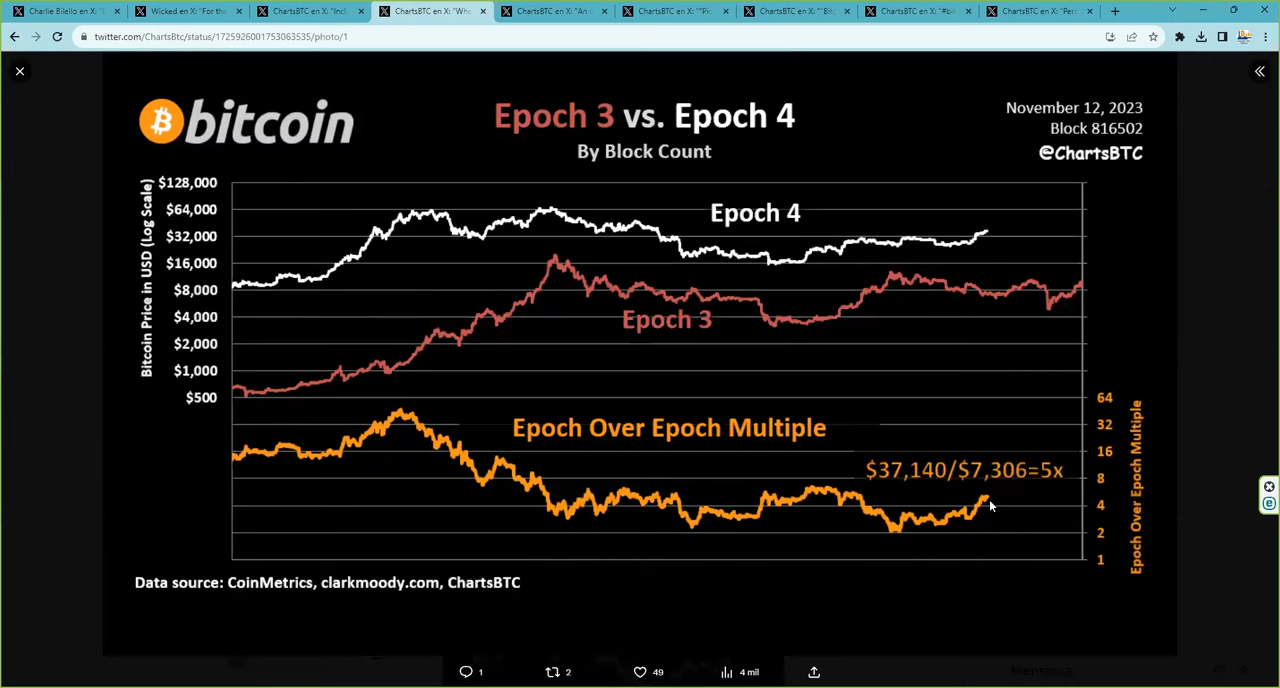 Charlie Bilello en X: "L
Wicked en X: "For the
ChartsBTC en X: "Inclu
ChartsBTC en X: "Whe
ChartsBTC en X: "An i
ChartsBTC en X: ""Pic
ChartsBTC en X: ""Bit
ChartsBTC en X: "#bit
ChartsBTC en X: "Per
twitter.com/ChartsBtc/status/1725926001753063535/photo/1
bitcoin
Epoch 3 vs. Epoch 4
By Block Count
November 12, 2023
Block 816502
@ChartsBTC
Bitcoin Price in USD (Log Scale)
$128,000
$64,000
$32,000
$16,000
$8,000
$4,000
$2,000
$1,000
$500
Epoch 4
Epoch 3
Epoch Over Epoch Multiple
$37,140/$7,306=5x
64
32
16
8
4
2
1
Epoch Over Epoch Multiple
Data source: CoinMetrics, clarkmoody.com, ChartsBTC
1
2
49
4 mil